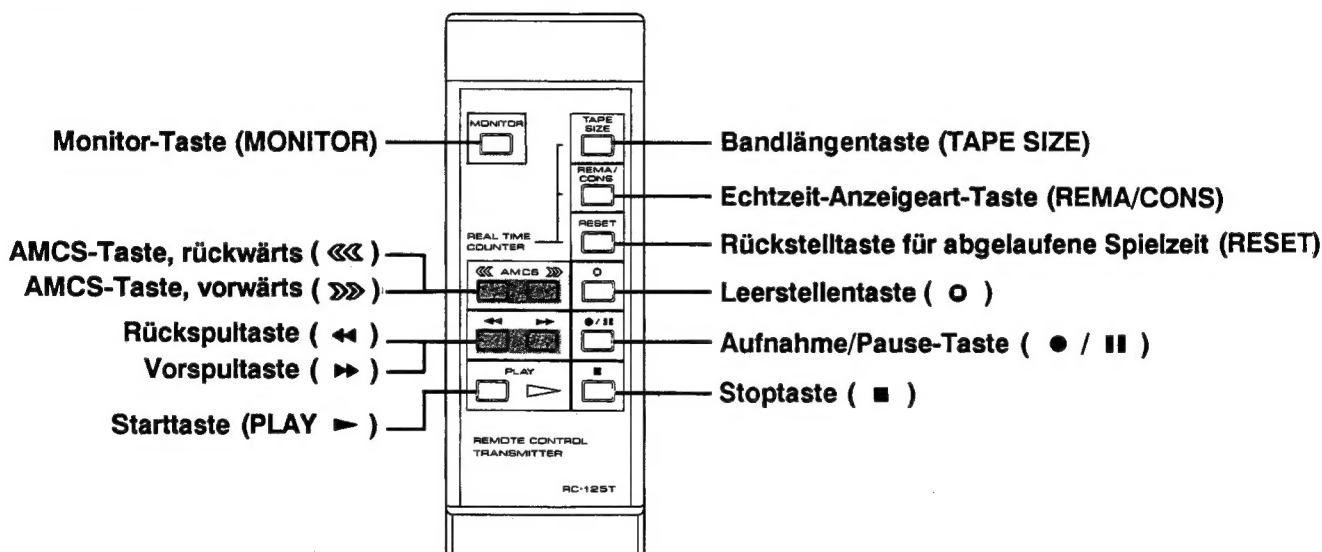 Monitor-Taste (MONITOR)
AMCS-Taste, rückwärts ( ⋘ )
AMCS-Taste, vorwärts ( ⋙ )
Rückspultaste ( ◀◀ )
Vorspultaste ( ▶▶ )
Starttaste (PLAY ► )
MONITOR
TAPE
SIZE
REMA/
CONS
RESET
REAL TIME
COUNTER
⋘ AMCS ⋙
○
◀◀ ▶▶
●/❚❚
PLAY
■
REMOTE CONTROL
TRANSMITTER
RC-125T
Bandlängentaste (TAPE SIZE)
Echtzeit-Anzeigeart-Taste (REMA/CONS)
Rückstelltaste für abgelaufene Spielzeit (RESET)
Leerstellentaste ( ○ )
Aufnahme/Pause-Taste ( ● / ❚❚ )
Stoptaste ( ■ )